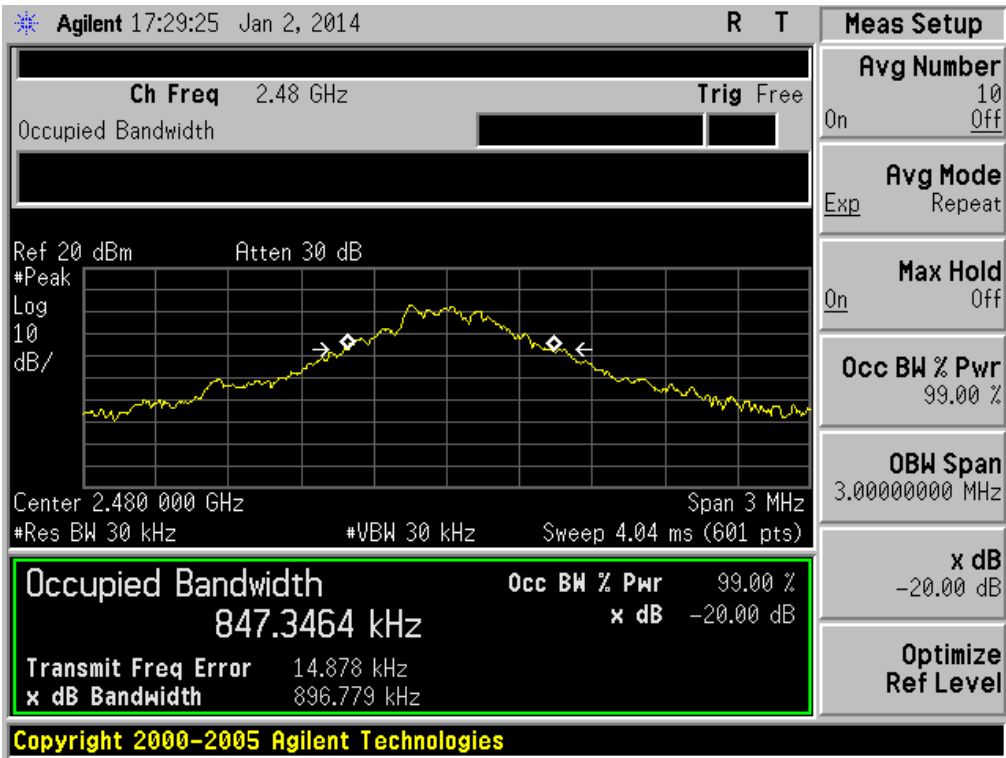 Agilent 17:29:25 Jan 2, 2014 R T
Meas Setup
Ch Freq 2.48 GHz Trig Free
Occupied Bandwidth
Avg Number
10
On Off
Avg Mode
Exp Repeat
Max Hold
On Off
Occ BW % Pwr
99.00 %
OBW Span
3.00000000 MHz
x dB
-20.00 dB
Optimize
Ref Level
Ref 20 dBm Atten 30 dB
#Peak
Log
10
dB/
Center 2.480 000 GHz Span 3 MHz
#Res BW 30 kHz #VBW 30 kHz Sweep 4.04 ms (601 pts)
Occupied Bandwidth Occ BW % Pwr 99.00 %
847.3464 kHz x dB -20.00 dB
Transmit Freq Error 14.878 kHz
x dB Bandwidth 896.779 kHz
Copyright 2000-2005 Agilent Technologies